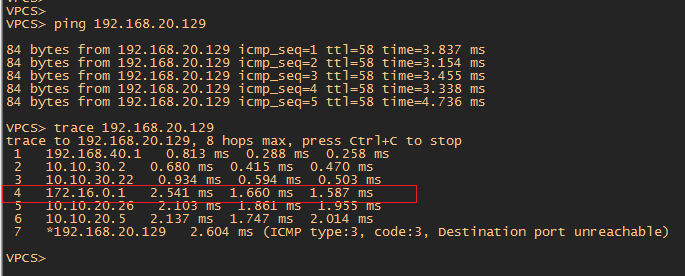 VPCS>
VPCS>
VPCS> ping 192.168.20.129
84 bytes from 192.168.20.129 icmp_seq=1 ttl=58 time=3.837 ms
84 bytes from 192.168.20.129 icmp_seq=2 ttl=58 time=3.154 ms
84 bytes from 192.168.20.129 icmp_seq=3 ttl=58 time=3.455 ms
84 bytes from 192.168.20.129 icmp_seq=4 ttl=58 time=3.338 ms
84 bytes from 192.168.20.129 icmp_seq=5 ttl=58 time=4.736 ms
VPCS> trace 192.168.20.129
trace to 192.168.20.129, 8 hops max, press Ctrl+C to stop
1 192.168.40.1 0.813 ms 0.288 ms 0.258 ms
2 10.10.30.2 0.680 ms 0.415 ms 0.470 ms
3 10.10.30.22 0.934 ms 0.594 ms 0.503 ms
4 172.16.0.1 2.541 ms 1.660 ms 1.587 ms
5 10.10.20.26 2.103 ms 1.861 ms 1.955 ms
6 10.10.20.5 2.137 ms 1.747 ms 2.014 ms
7 *192.168.20.129 2.604 ms (ICMP type:3, code:3, Destination port unreachable)
VPCS>